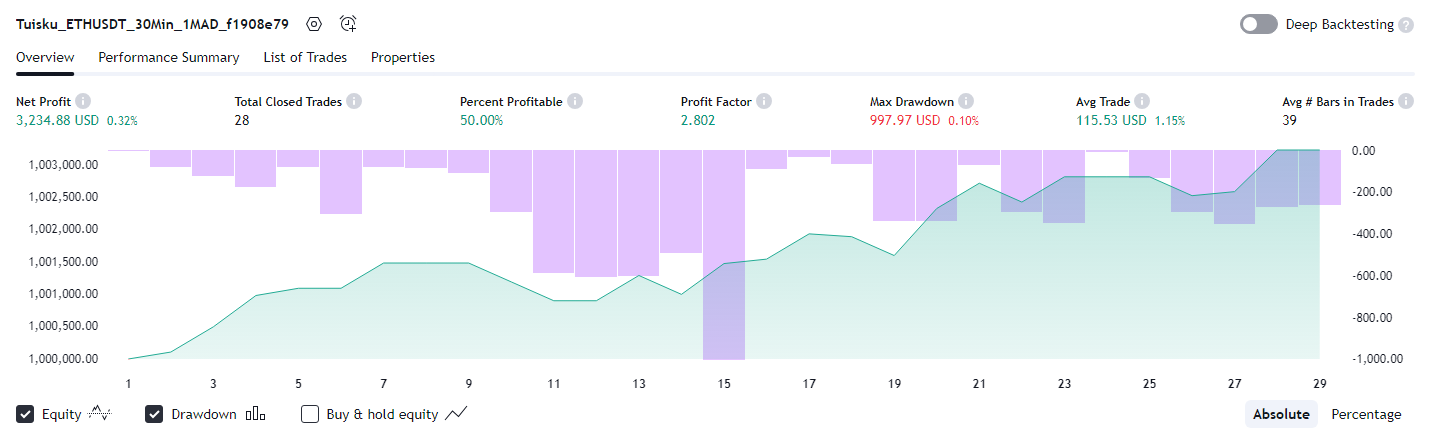 Tuisku_ETHUSDT_30Min_1MAD_f1908e79
Deep Backtesting ?
Overview Performance Summary List of Trades Properties
Net Profit i Total Closed Trades i Percent Profitable i Profit Factor i Max Drawdown i Avg Trade i Avg # Bars in Trades i
3,234.88 USD 0.32% 28 50.00% 2.802 997.97 USD 0.10% 115.53 USD 1.15% 39
1,003,000.00 0.00
1,002,500.00 -200.00
1,002,000.00 -400.00
1,001,500.00
1,001,000.00 -600.00
1,000,500.00 -800.00
1,000,000.00 -1,000.00
1 3 5 7 9 11 13 15 17 19 21 23 25 27 29
Equity Drawdown Buy & hold equity Absolute Percentage